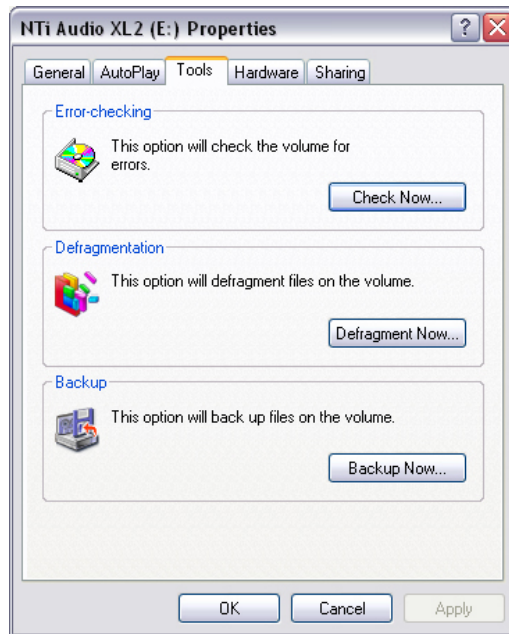 NTi Audio XL2 (E:) Properties
General AutoPlay Tools Hardware Sharing
Error-checking
This option will check the volume for
errors.
Check Now...
Defragmentation
This option will defragment files on the volume.
Defragment Now...
Backup
This option will back up files on the volume.
Backup Now...
OK Cancel Apply